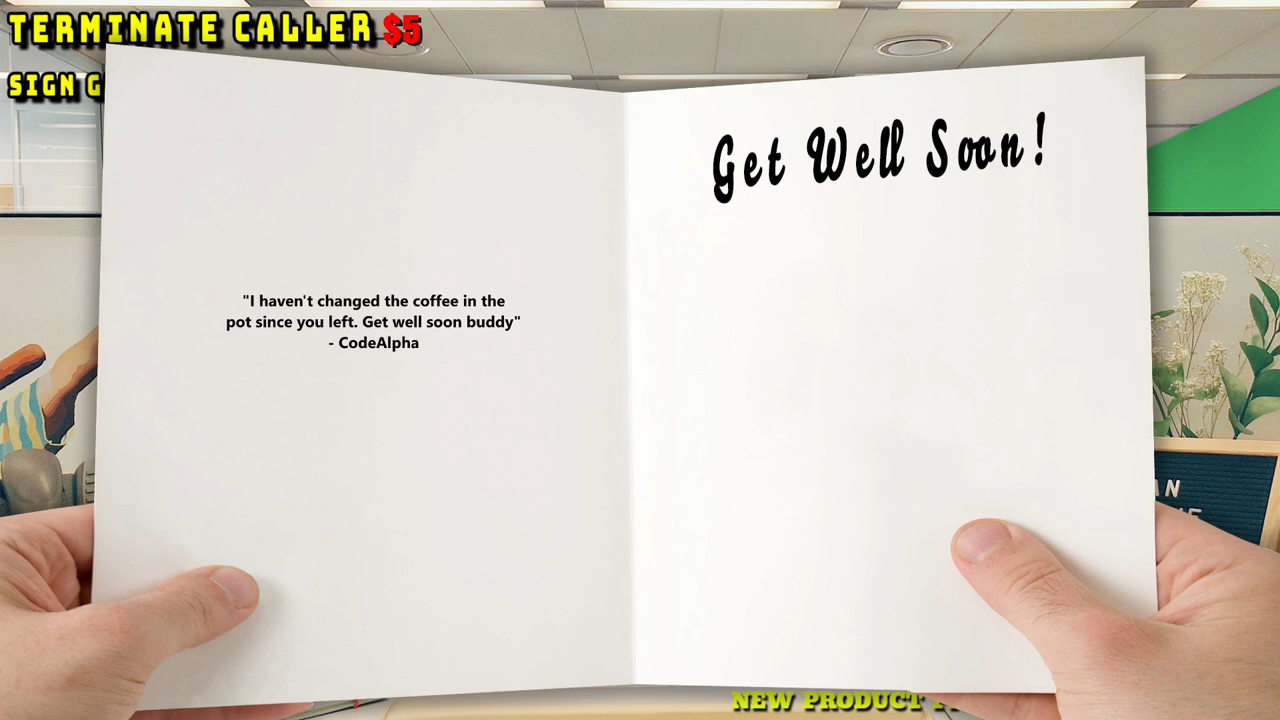 TERMINATE CALLER $5
SIGN G
Get Well Soon!
"I haven't changed the coffee in the
pot since you left. Get well soon buddy"
- CodeAlpha
AN
NEW PRODUCT